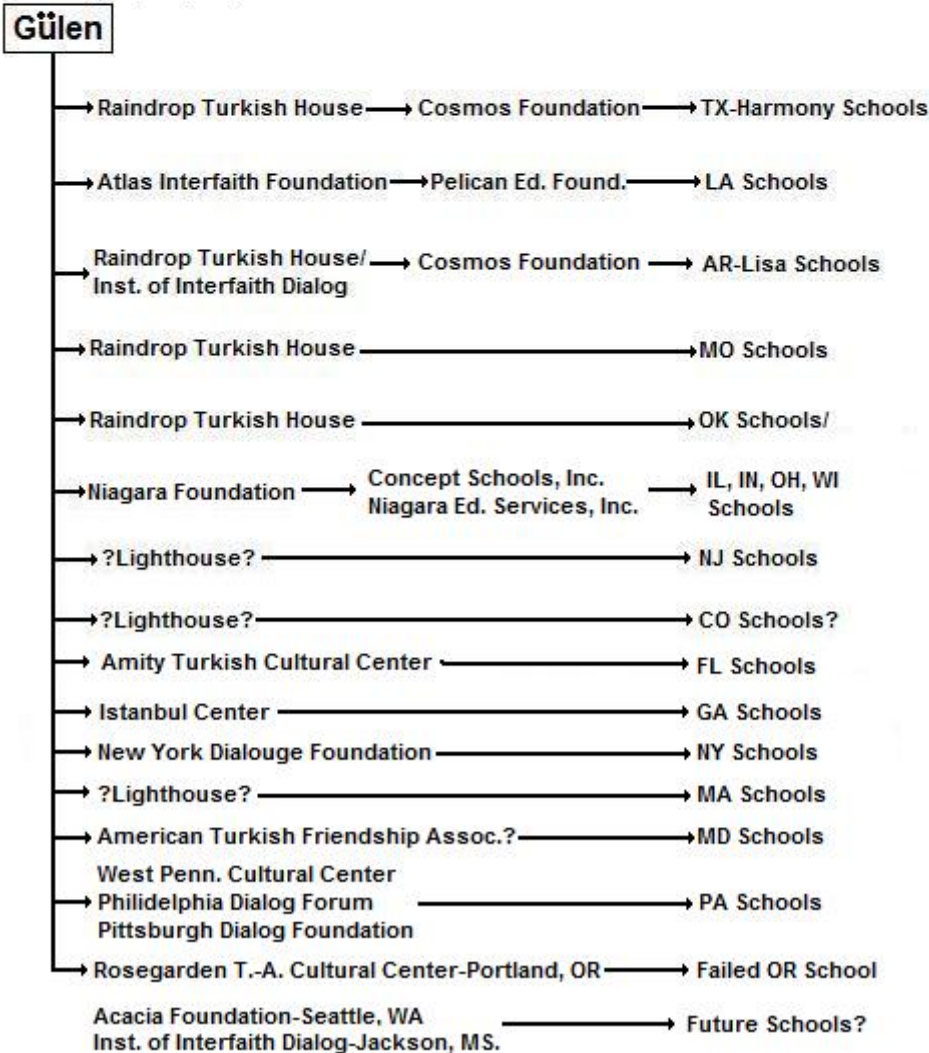 Gülen
Raindrop Turkish House Cosmos Foundation TX-Harmony Schools
Atlas Interfaith Foundation Pelican Ed. Found. LA Schools
Raindrop Turkish House/
Inst. of Interfaith Dialog
Cosmos Foundation AR-Lisa Schools
Raindrop Turkish House MO Schools
Raindrop Turkish House OK Schools/
Niagara Foundation
Concept Schools, Inc.
Niagara Ed. Services, Inc.
IL, IN, OH, WI
Schools
?Lighthouse? NJ Schools
?Lighthouse? CO Schools?
Amity Turkish Cultural Center FL Schools
Istanbul Center GA Schools
New York Dialouge Foundation NY Schools
?Lighthouse? MA Schools
American Turkish Friendship Assoc.? MD Schools
West Penn. Cultural Center
Philidelphia Dialog Forum
Pittsburgh Dialog Foundation
PA Schools
Rosegarden T.-A. Cultural Center-Portland, OR Failed OR School
Acacia Foundation-Seattle, WA
Inst. of Interfaith Dialog-Jackson, MS.
Future Schools?